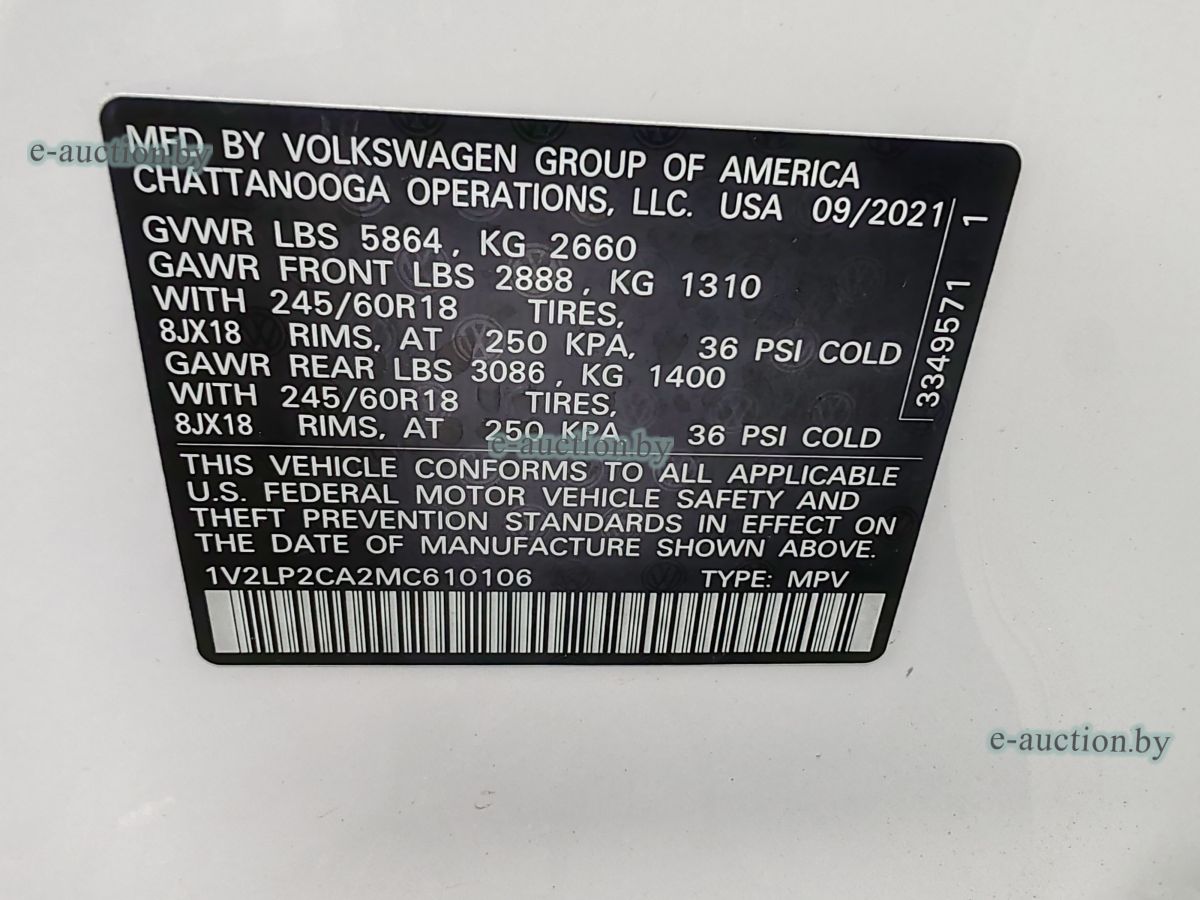 MFD. BY VOLKSWAGEN GROUP OF AMERICA
CHATTANOOGA OPERATIONS, LLC. USA 09/2021
GVWR LBS 5864, KG 2660
GAWR FRONT LBS 2888, KG 1310
WITH 245/60R18 TIRES,
8JX18 RIMS, AT 250 KPA, 36 PSI COLD
GAWR REAR LBS 3086, KG 1400
WITH 245/60R18 TIRES,
8JX18 RIMS, AT 250 KPA, 36 PSI COLD
3349571 1
THIS VEHICLE CONFORMS TO ALL APPLICABLE
U.S. FEDERAL MOTOR VEHICLE SAFETY AND
THEFT PREVENTION STANDARDS IN EFFECT ON
THE DATE OF MANUFACTURE SHOWN ABOVE.
1V2LP2CA2MC610106 TYPE: MPV
e-auction.by
e-auction.by
e-auction.by